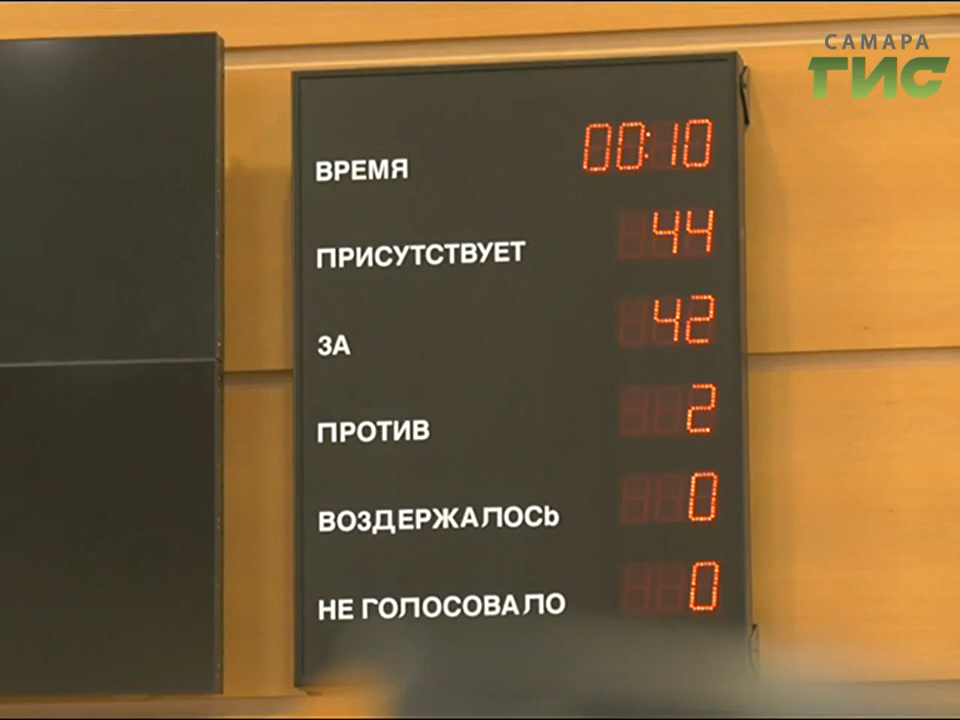 САМАРА
ГИС
ВРЕМЯ 00:10
ПРИСУТСТВУЕТ 44
ЗА 42
ПРОТИВ 2
ВОЗДЕРЖАЛОСЬ 0
НЕ ГОЛОСОВАЛО 0